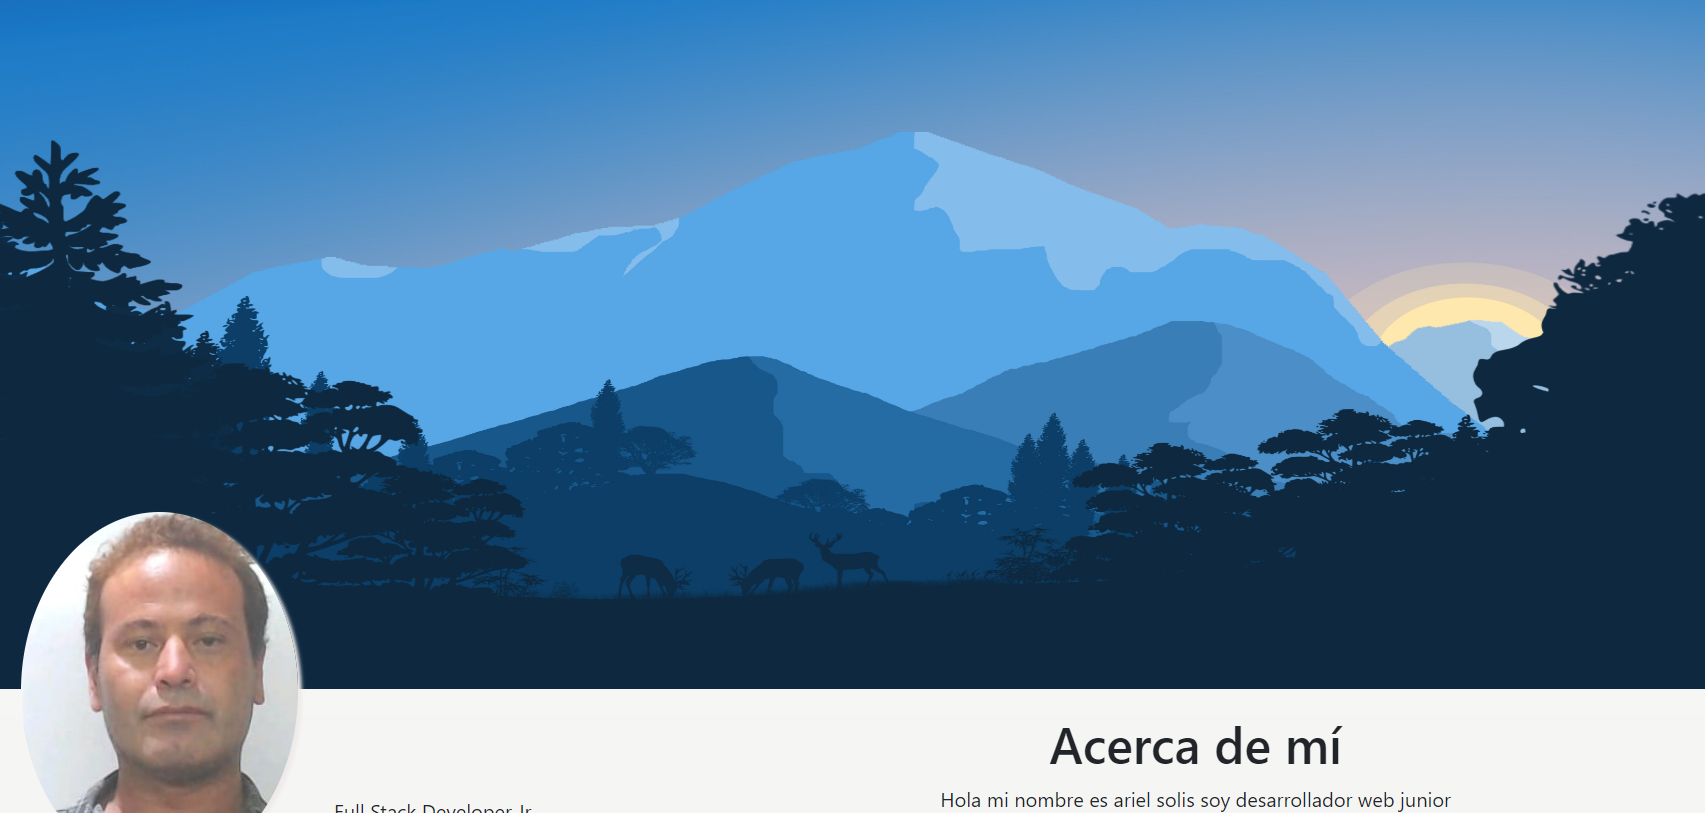 Acerca de mí
Full Stack Developer Jr
Hola mi nombre es ariel solis soy desarrollador web junior